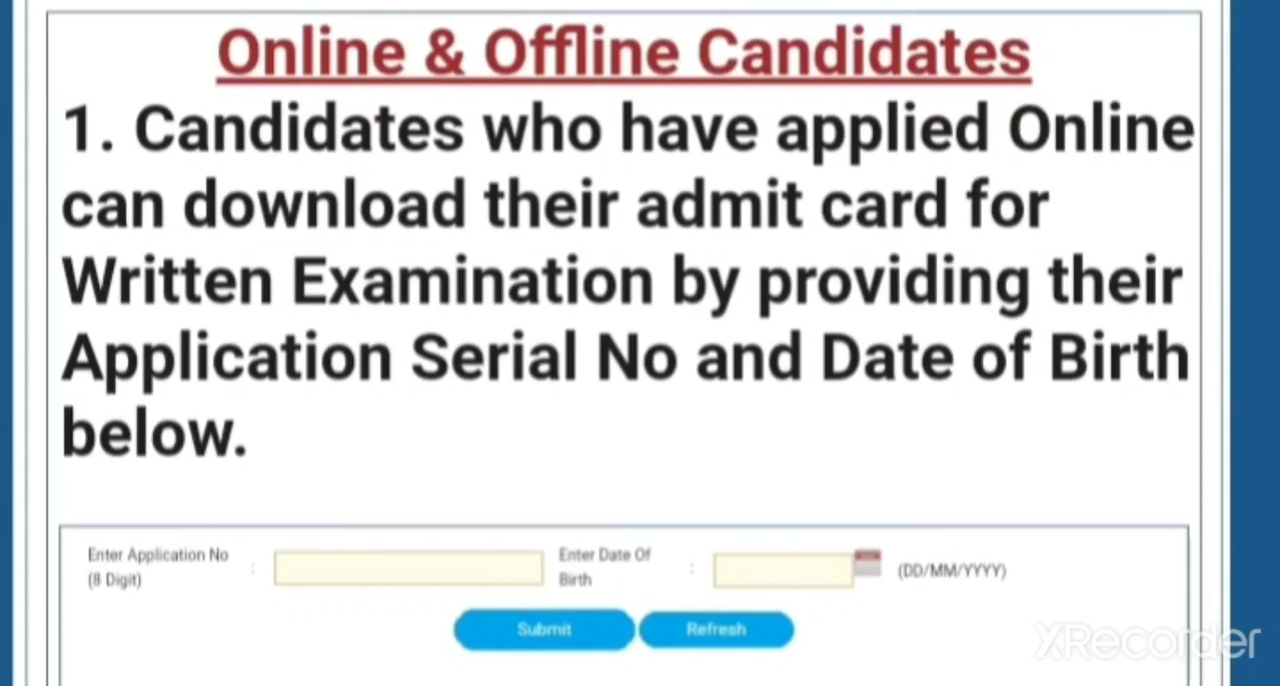 Online & Offline Candidates
1. Candidates who have applied Online
can download their admit card for
Written Examination by providing their
Application Serial No and Date of Birth
below.
Enter Application No
(8 Digit)
:
Enter Date Of
Birth
:
(DD/MM/YYYY)
Submit
Refresh
XRecorder